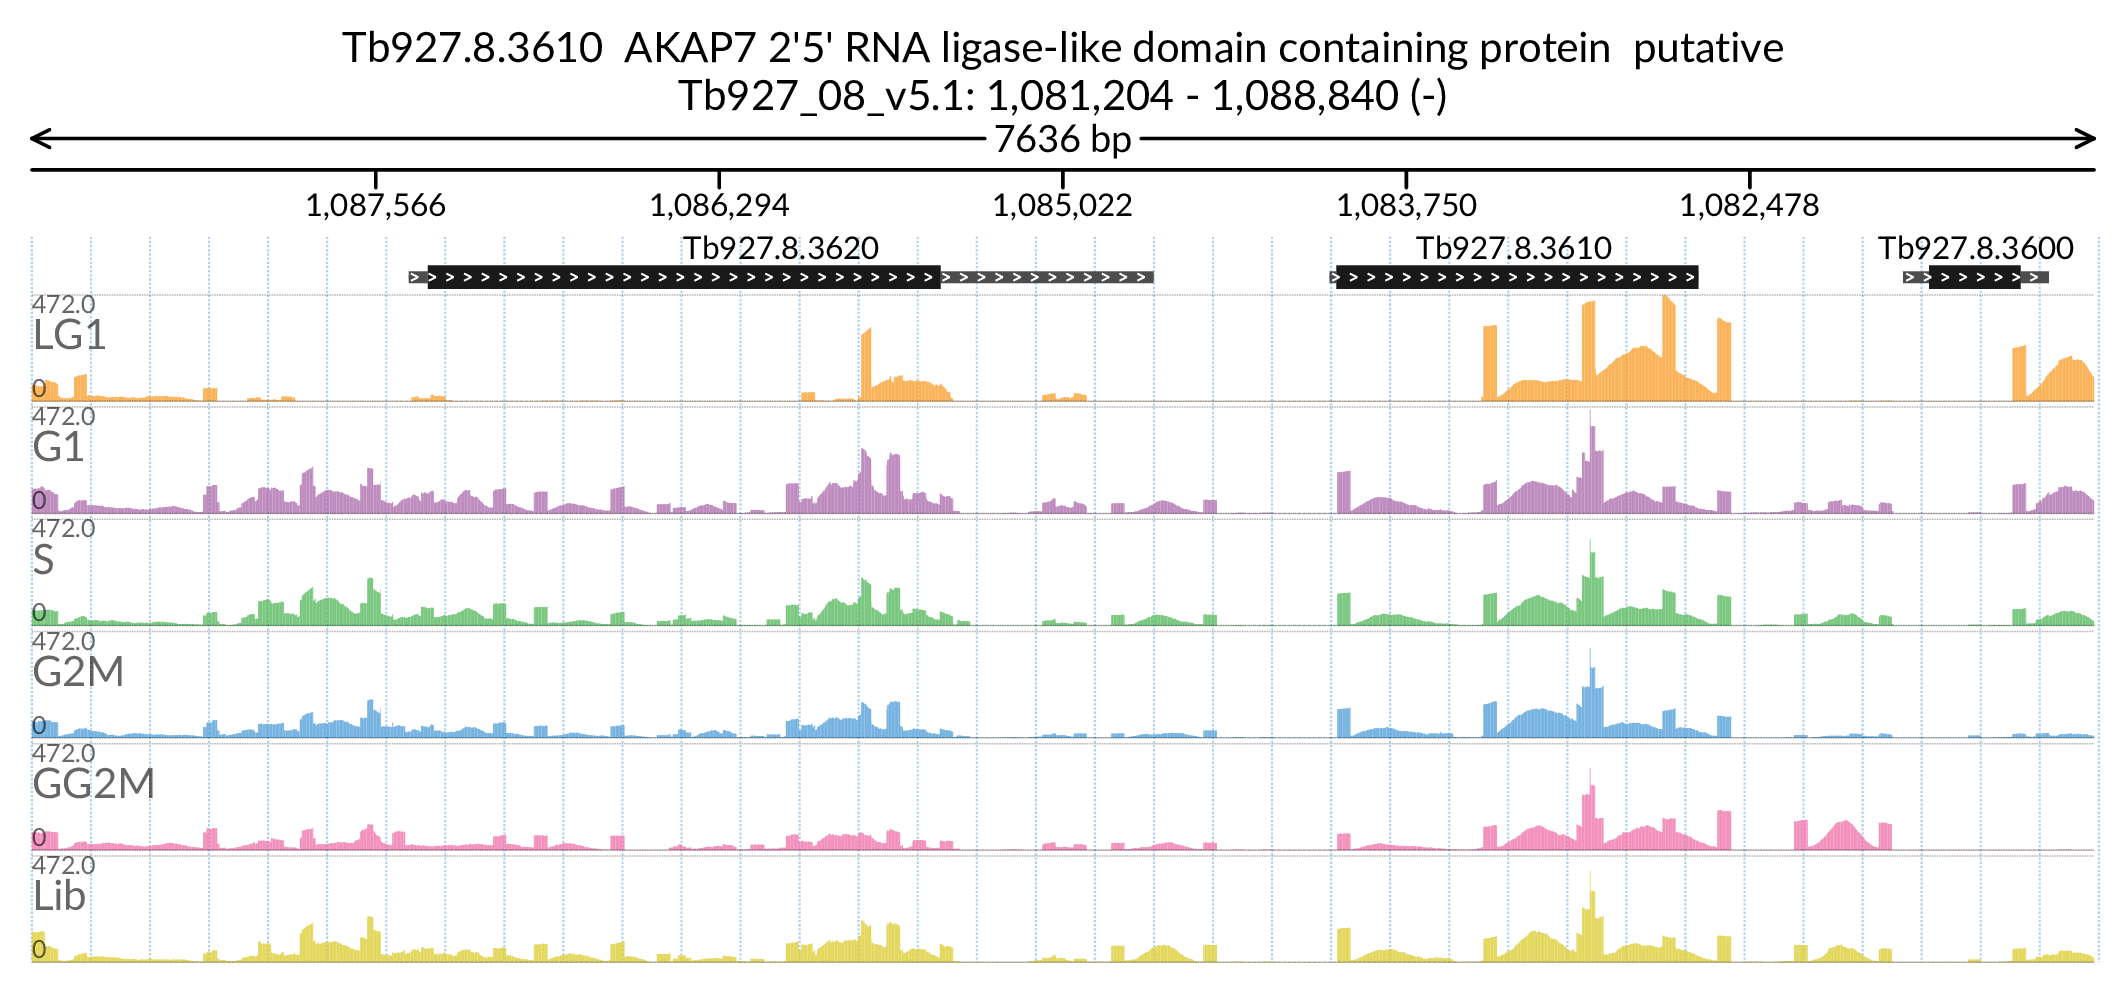 Tb927.8.3610  AKAP7 2'5' RNA ligase-like domain containing protein  putative
Tb927_08_v5.1: 1,081,204 - 1,088,840 (-)
7636 bp
1,087,566 1,086,294 1,085,022 1,083,750 1,082,478
Tb927.8.3620 Tb927.8.3610 Tb927.8.3600
472.0
LG1
0
472.0
G1
0
472.0
S
0
472.0
G2M
0
472.0
GG2M
0
472.0
Lib
0